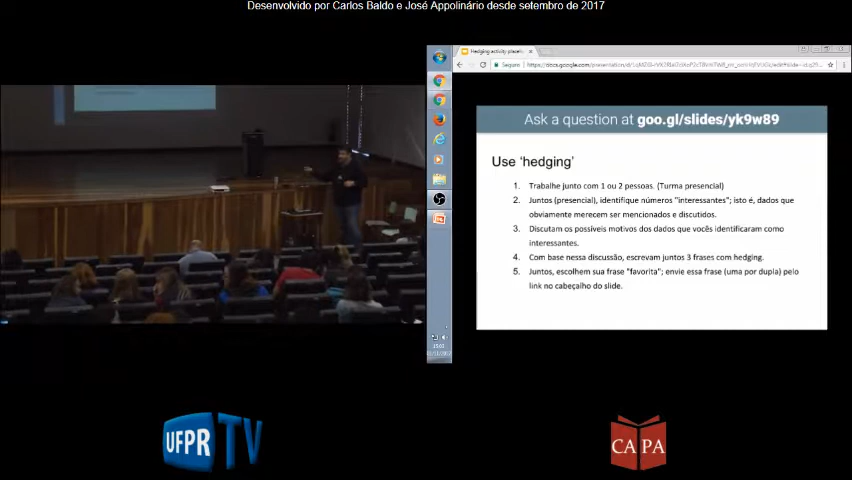 Desenvolvido por Carlos Baldo e José Appolinário desde setembro de 2017
Seguro
Ask a question at goo.gl/slides/yk9w89
Use 'hedging'
1. Trabalhe junto com 1 ou 2 pessoas. (Turma presencial)
2. Juntos (presencial), identifique números "interessantes"; isto é, dados que
obviamente merecem ser mencionados e discutidos.
3. Discutam os possíveis motivos dos dados que vocês identificaram como
interessantes.
4. Com base nessa discussão, escrevam juntos 3 frases com hedging.
5. Juntos, escolhem sua frase "favorita"; envie essa frase (uma por dupla) pelo
link no cabeçalho do slide.
UFPR TV
CAPA